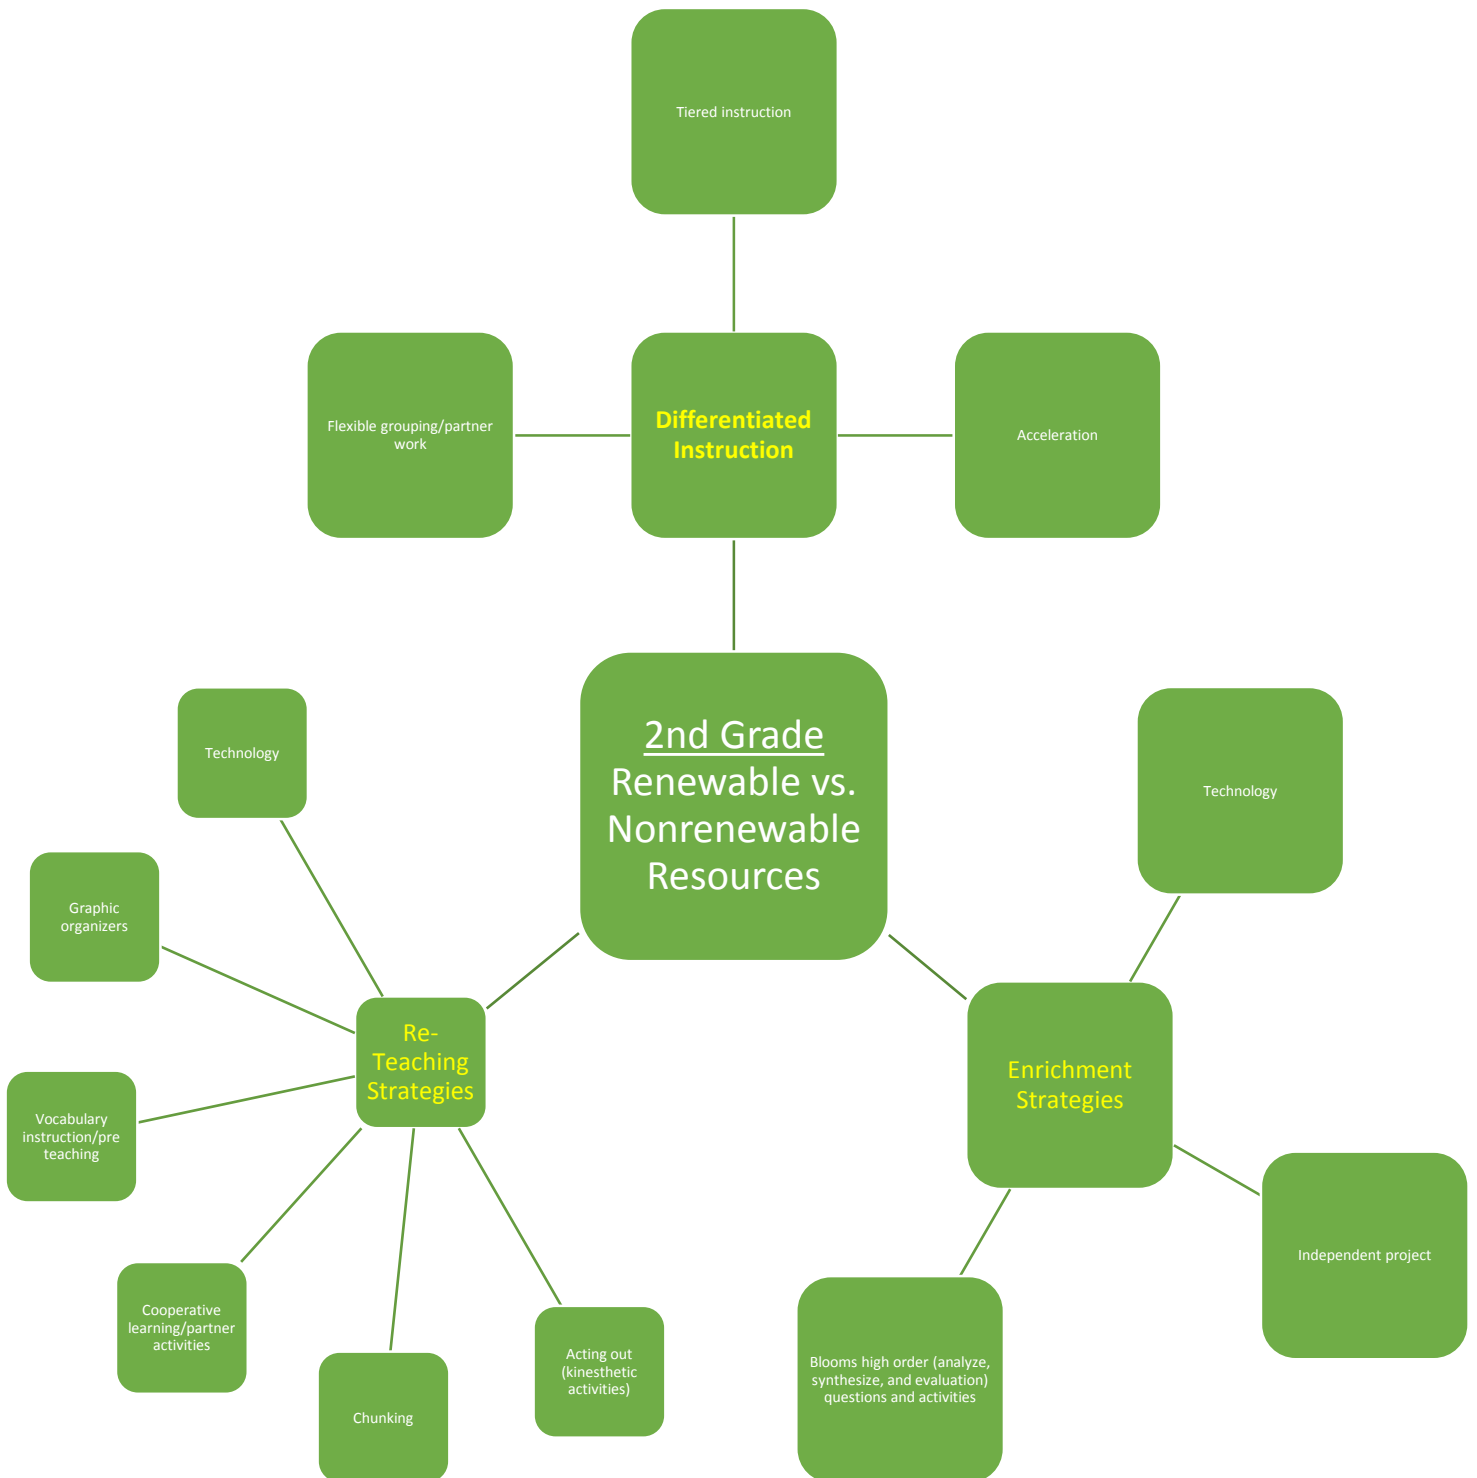 Tiered instruction
Flexible grouping/partner
work
Differentiated
Instruction
Acceleration
2nd Grade
Renewable vs.
Nonrenewable
Resources
Technology
Graphic
organizers
Re-
Teaching
Strategies
Vocabulary
instruction/pre
teaching
Cooperative
learning/partner
activities
Chunking
Acting out
(kinesthetic
activities)
Technology
Enrichment
Strategies
Independent project
Blooms high order (analyze,
synthesize, and evaluation)
questions and activities